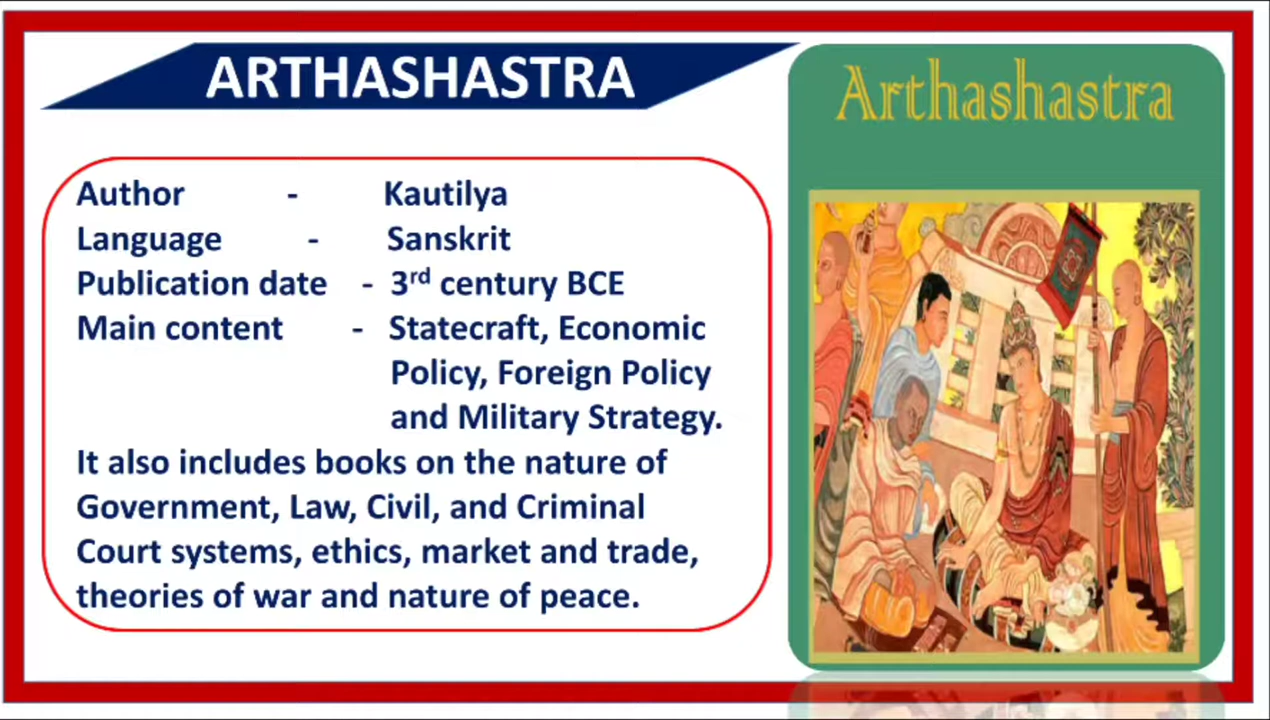 ARTHASHASTRA
Author - Kautilya
Language - Sanskrit
Publication date - 3rd century BCE
Main content - Statecraft, Economic
Policy, Foreign Policy
and Military Strategy.
It also includes books on the nature of
Government, Law, Civil, and Criminal
Court systems, ethics, market and trade,
theories of war and nature of peace.
Arthashastra